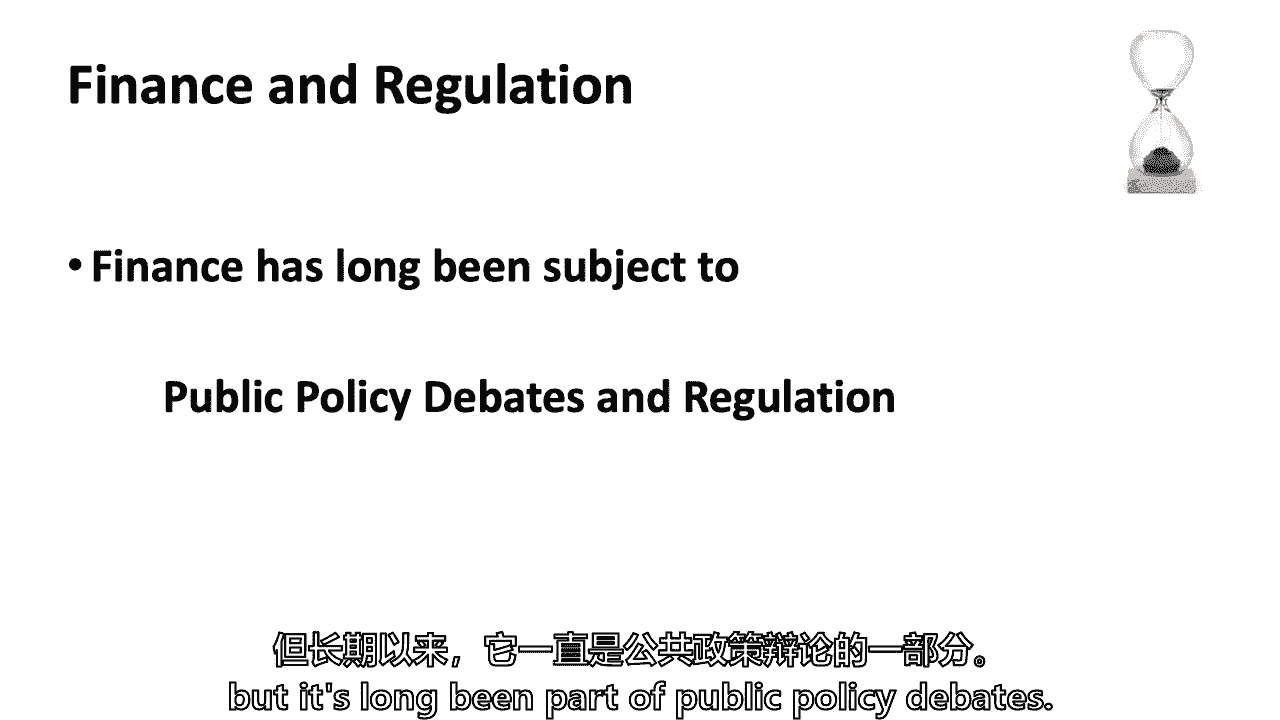 Finance and Regulation
• Finance has long been subject to
Public Policy Debates and Regulation
但长期以来，它一直是公共政策辩论的一部分。
but it's long been part of public policy debates.